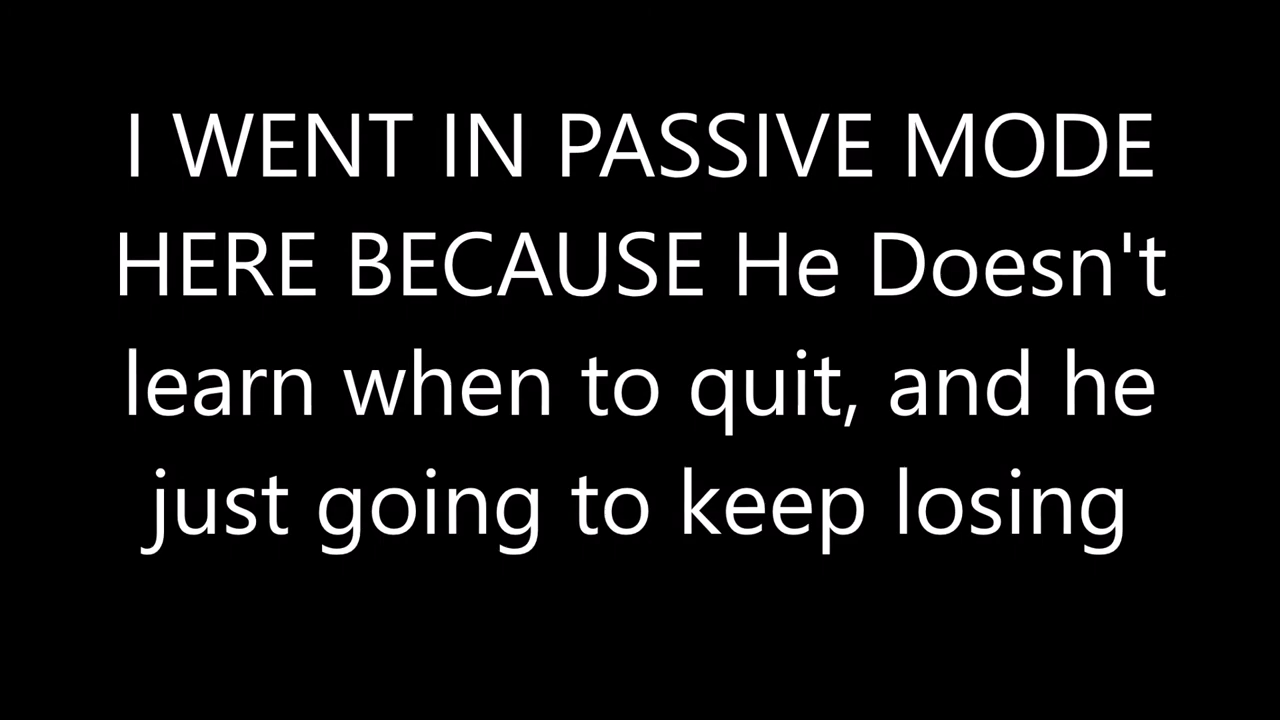 I WENT IN PASSIVE MODE
HERE BECAUSE He Doesn't
learn when to quit, and he
just going to keep losing